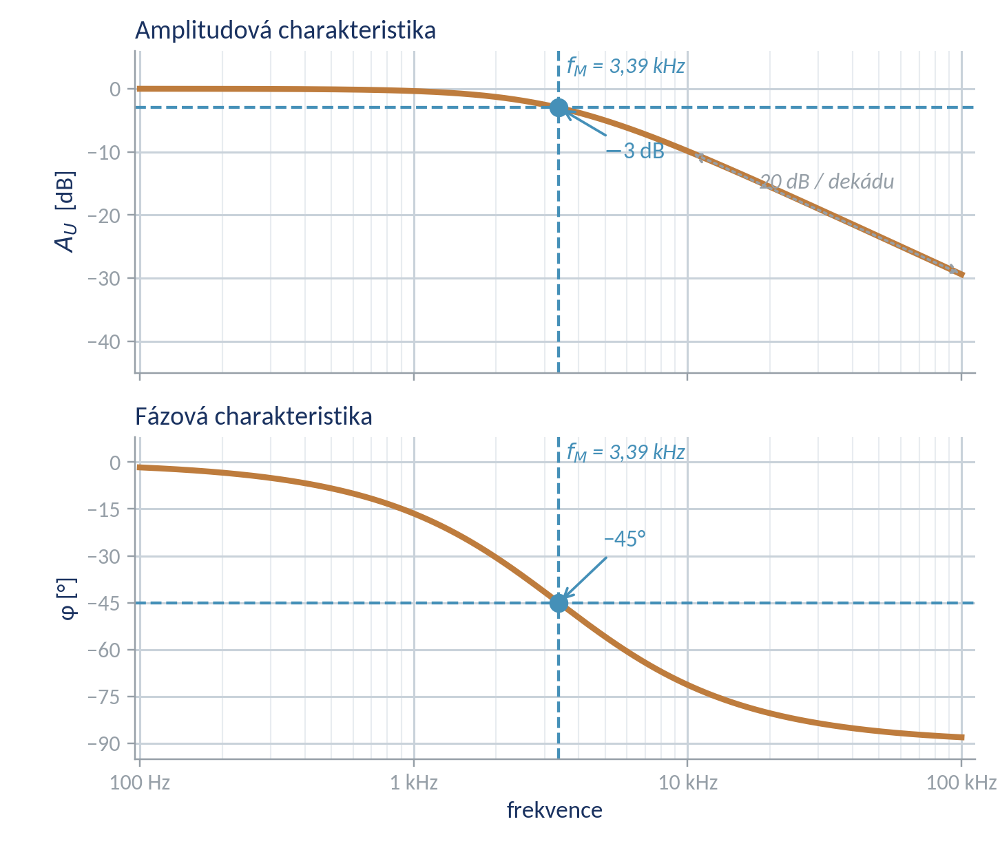 Amplitudová charakteristika
f_M = 3,39 kHz
0
−10
−20
−30
−40
A_U [dB]
−3 dB
20 dB / dekádu
Fázová charakteristika
f_M = 3,39 kHz
0
−15
−30
−45
−60
−75
−90
φ [°]
−45°
100 Hz
1 kHz
10 kHz
100 kHz
frekvence